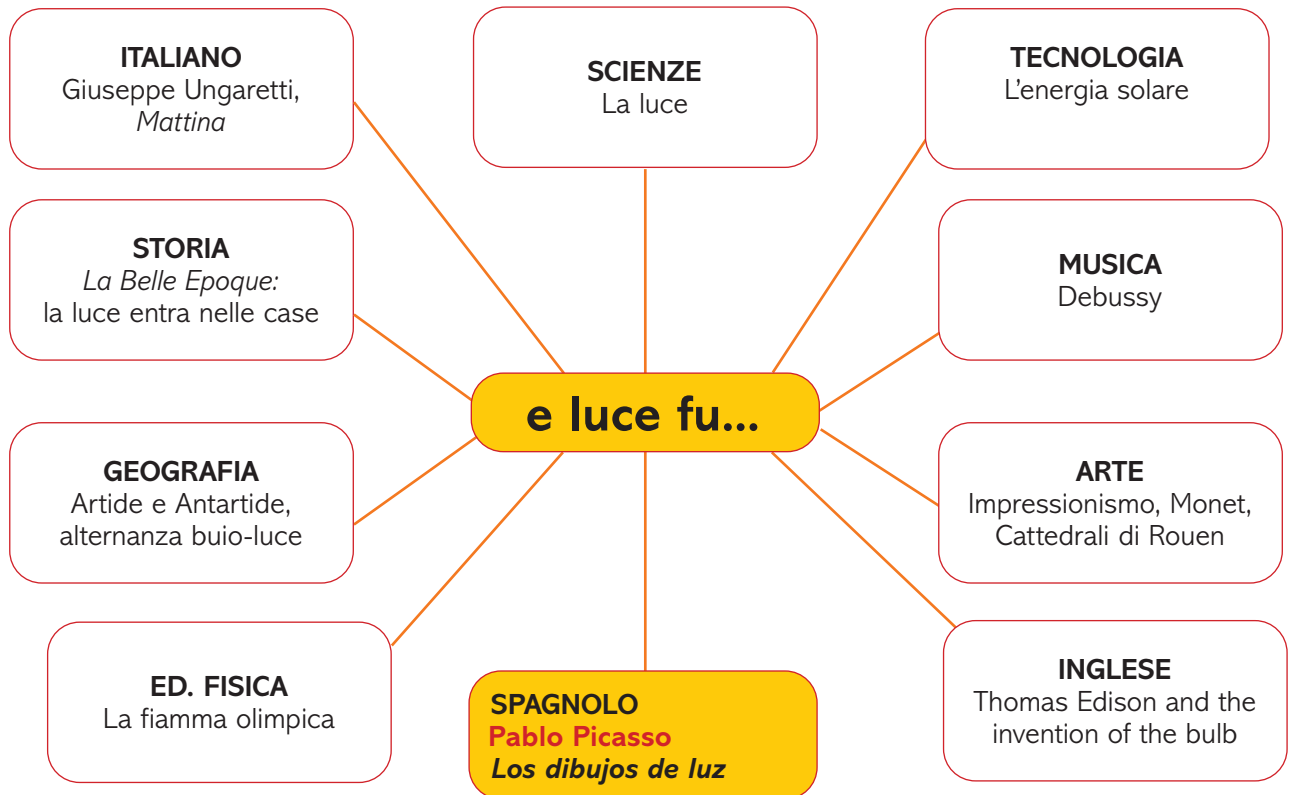 ITALIANO
Giuseppe Ungaretti,
Mattina
SCIENZE
La luce
TECNOLOGIA
L'energia solare
STORIA
La Belle Epoque:
la luce entra nelle case
MUSICA
Debussy
e luce fu...
GEOGRAFIA
Artide e Antartide,
alternanza buio-luce
ARTE
Impressionismo, Monet,
Cattedrali di Rouen
ED. FISICA
La fiamma olimpica
SPAGNOLO
Pablo Picasso
Los dibujos de luz
INGLESE
Thomas Edison and the
invention of the bulb